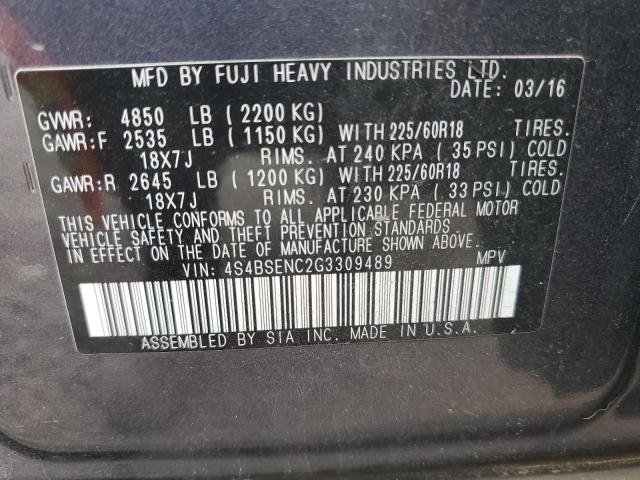 MFD BY FUJI HEAVY INDUSTRIES LTD.
DATE: 03/16
GVWR: 4850 LB (2200 KG)
GAWR:F 2535 LB (1150 KG) WITH 225/60R18 TIRES.
18X7J RIMS. AT 240 KPA (35 PSI) COLD
GAWR:R 2645 LB (1200 KG) WITH 225/60R18 TIRES.
18X7J RIMS. AT 230 KPA (33 PSI) COLD
THIS VEHICLE CONFORMS TO ALL APPLICABLE FEDERAL MOTOR
VEHICLE SAFETY AND THEFT PREVENTION STANDARDS
IN EFFECT ON THE DATE OF MANUFACTURE SHOWN ABOVE.
VIN: 4S4BSENC2G3309489 MPV
ASSEMBLED BY SIA INC. MADE IN U.S.A.